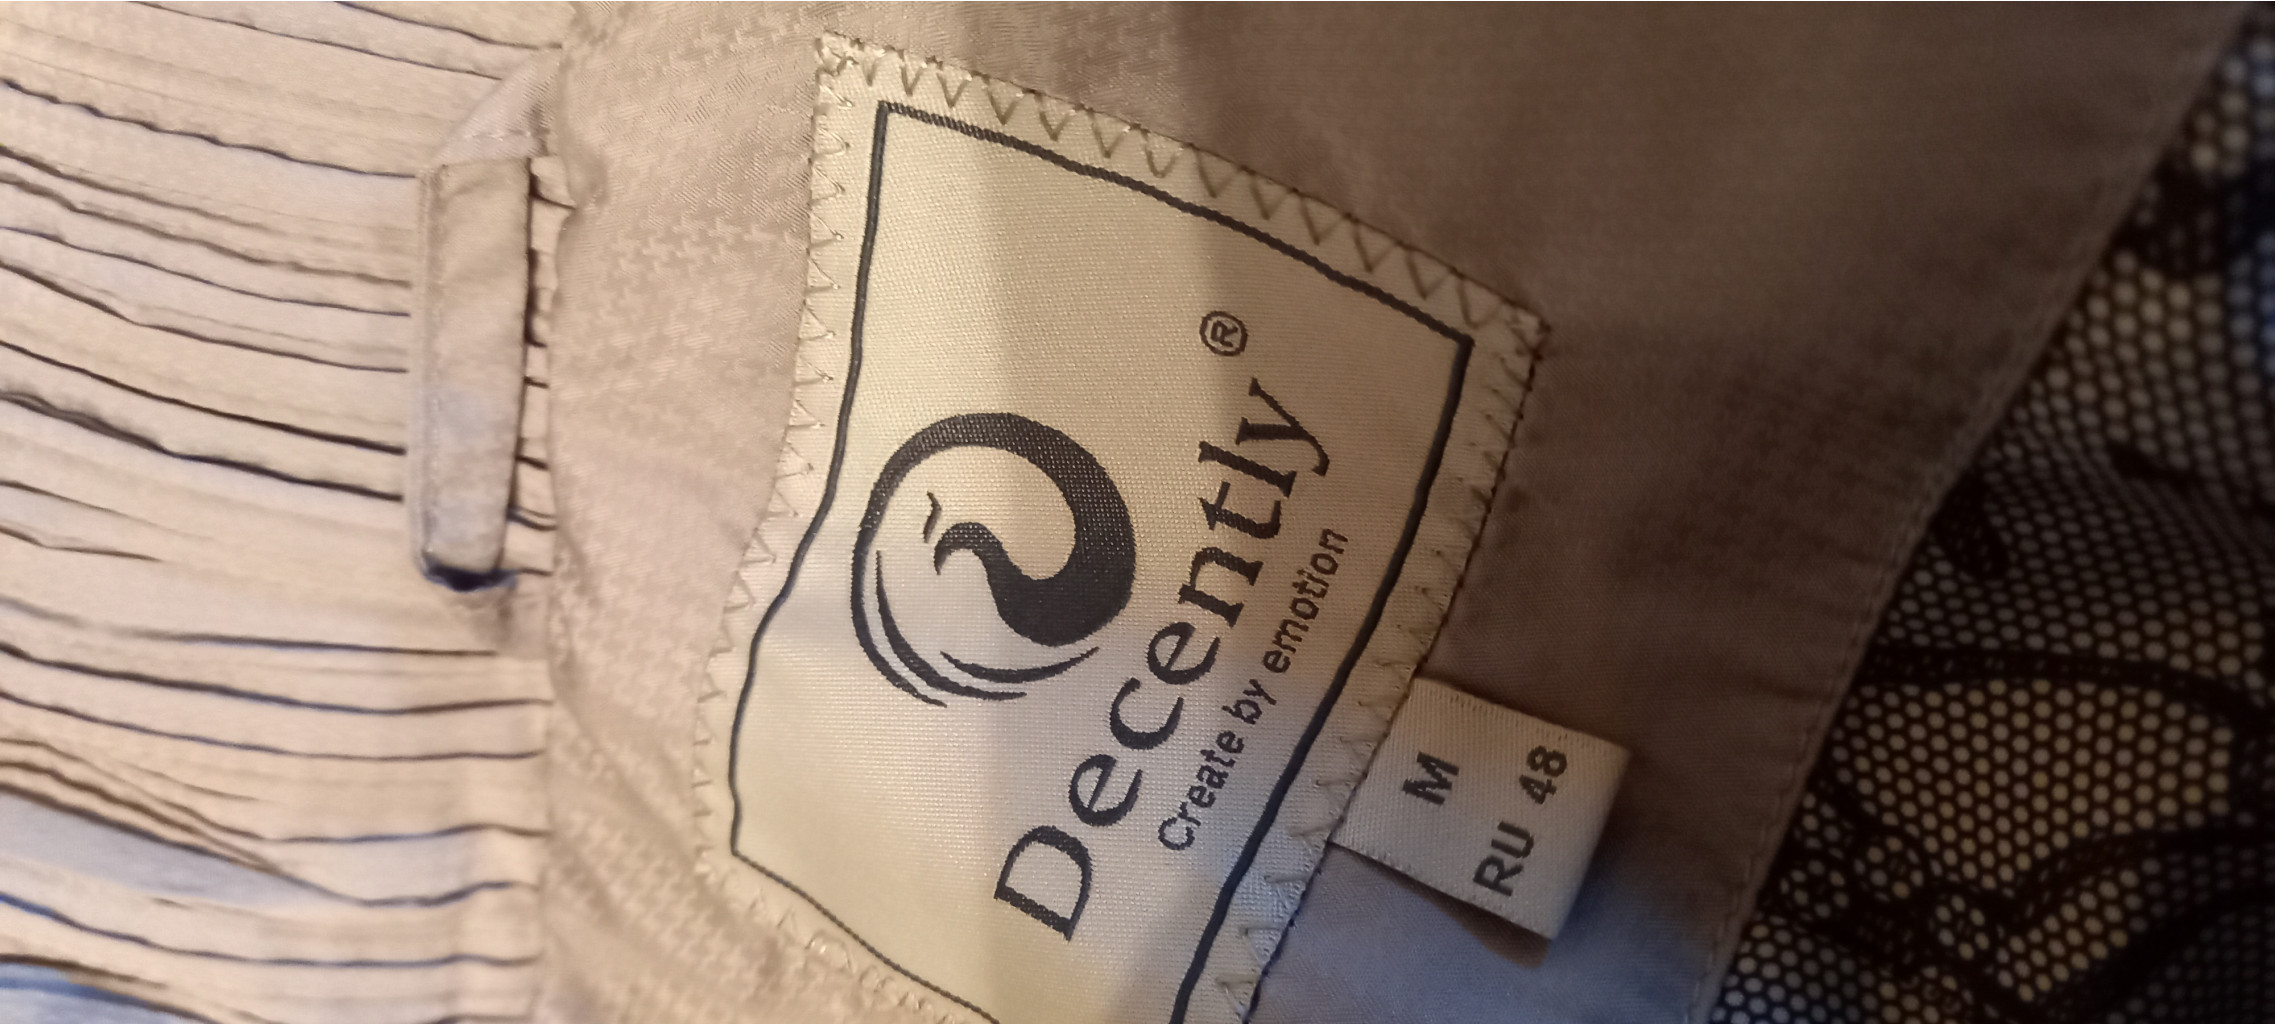 Decently ®
Create by emotion
M
RU 48